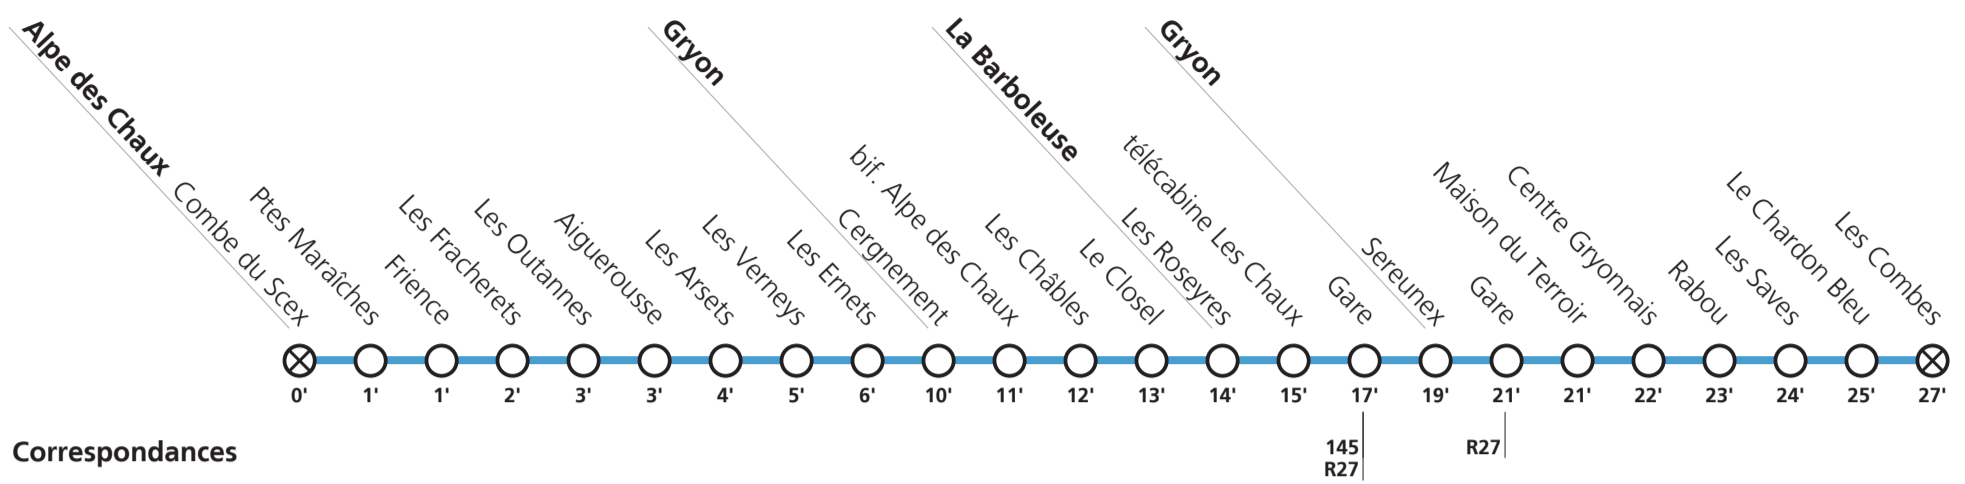 Alpe des Chaux Combe du Scex
Ptes Maraîches
Frience
Les Fracherets
Les Outannes
Aiguerousse
Les Arsets
Les Verneys
Les Ernets
Gryon
Cergnement
bif. Alpe des Chaux
Les Châbles
Le Closel
La Barboleuse
Les Roseyres
télécabine Les Chaux
Gare
Gryon
Sereunex
Gare
Maison du Terroir
Centre Gryonnais
Rabou
Les Saves
Le Chardon Bleu
Les Combes
0' 1' 1' 2' 3' 3' 4' 5' 6' 10' 11' 12' 13' 14' 15' 17' 19' 21' 21' 22' 23' 24' 25' 27'
Correspondances
145 R27
R27